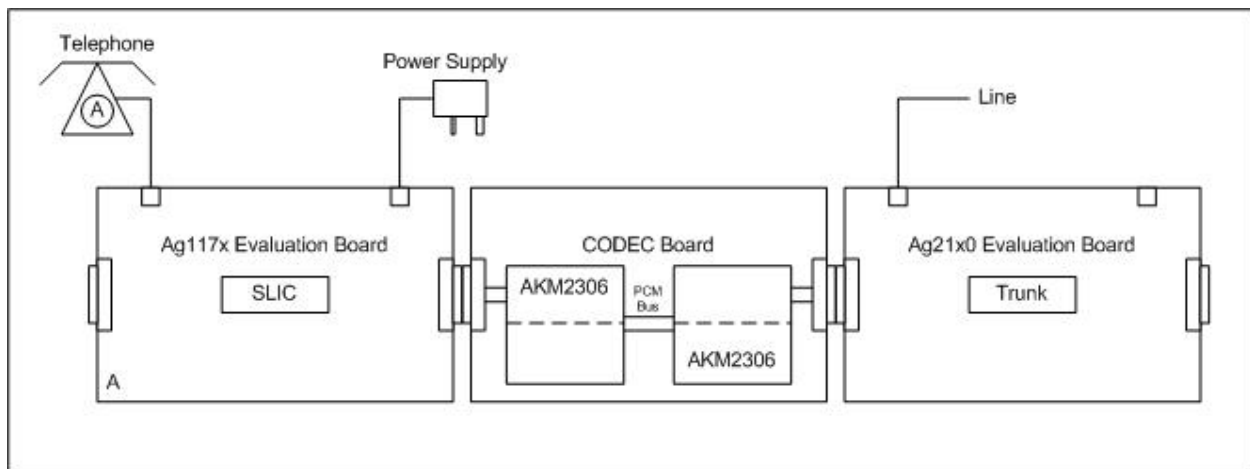 Telephone
A
Power Supply
Line
Ag117x Evaluation Board
SLIC
A
CODEC Board
AKM2306
PCM
Bus
AKM2306
Ag21x0 Evaluation Board
Trunk